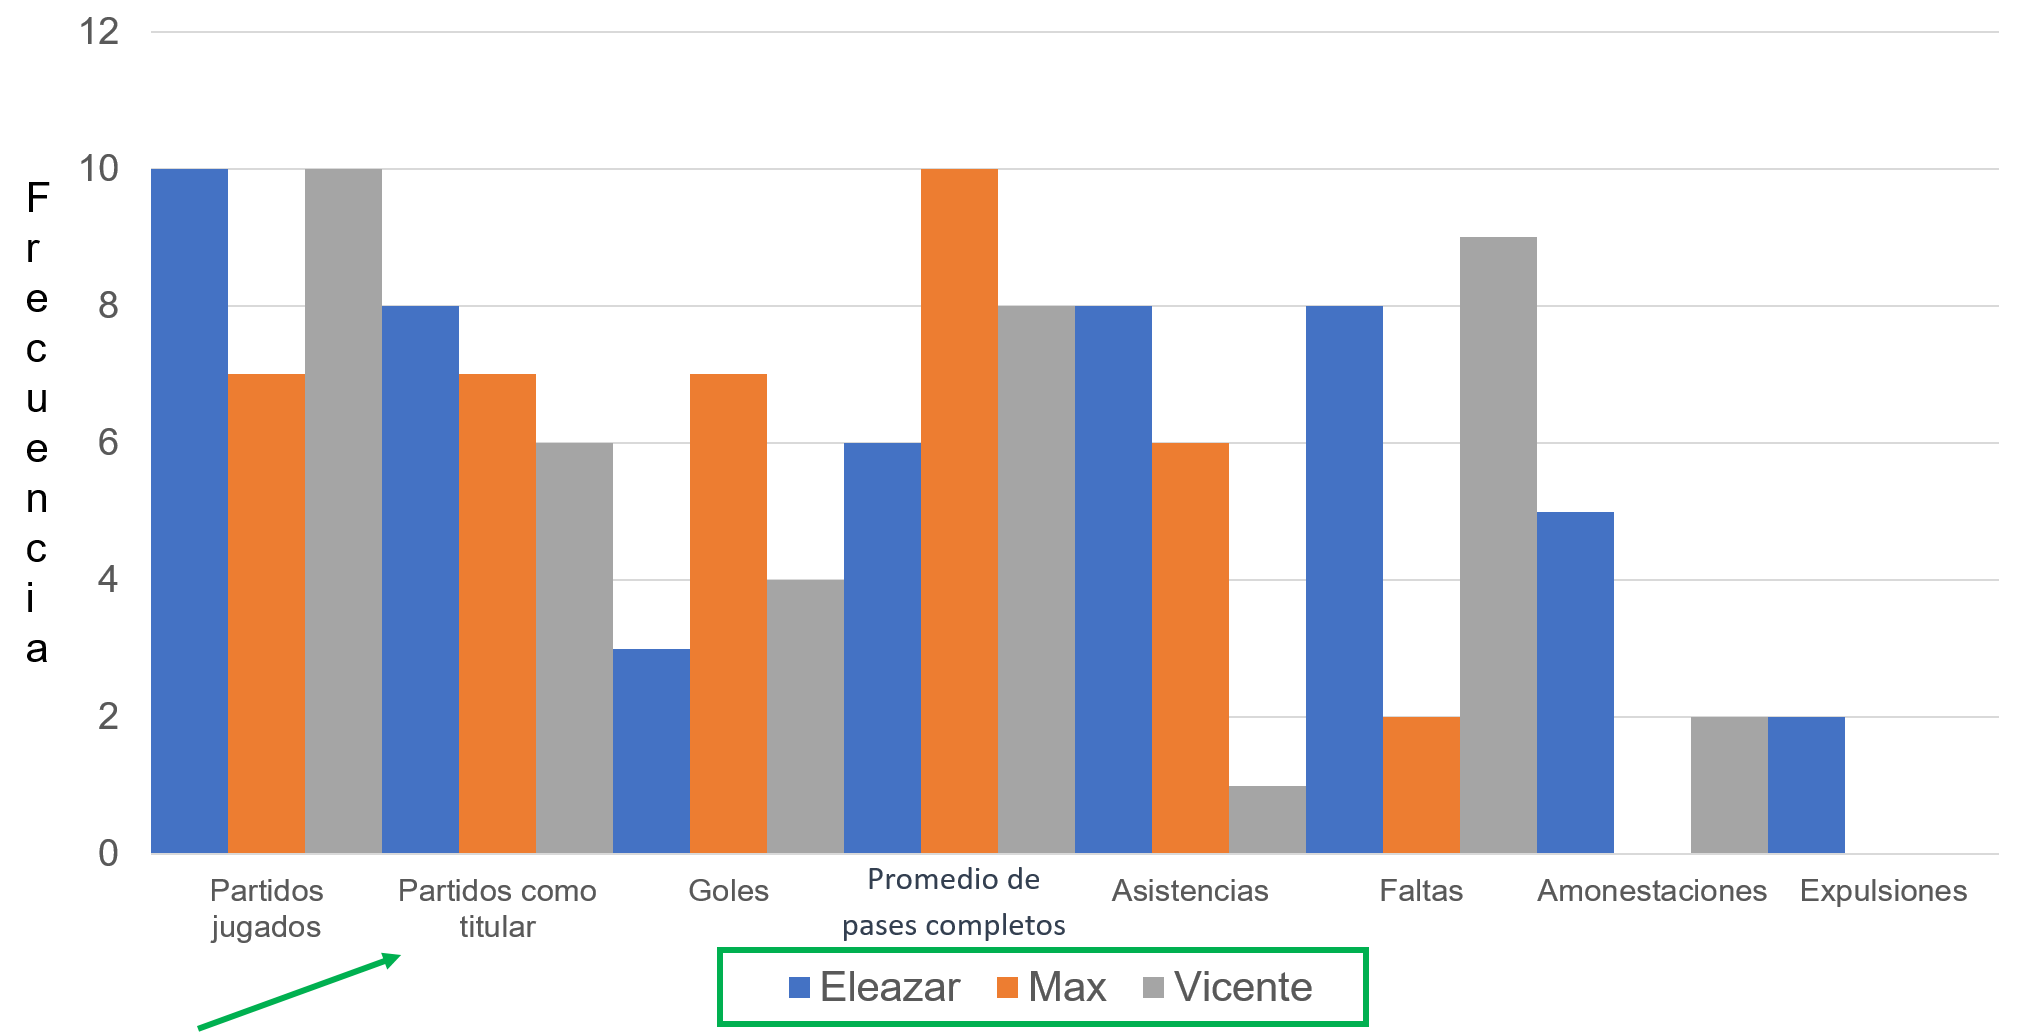 12
10
8
6
4
2
0
Frecuencia
Partidos jugados
Partidos como titular
Goles
Promedio de pases completos
Asistencias
Faltas
Amonestaciones
Expulsiones
Eleazar Max Vicente